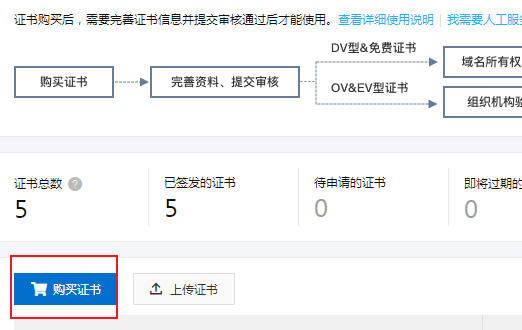 证书购买后，需要完善证书信息并提交审核通过后才能使用。查看详细使用说明 | 我需要人工服
DV型&免费证书
购买证书
完善资料、提交审核
域名所有权
OV&EV型证书
组织机构验
证书总数 ?
已签发的证书
待申请的证书
即将过期的
5
5
0
0
购买证书
上传证书